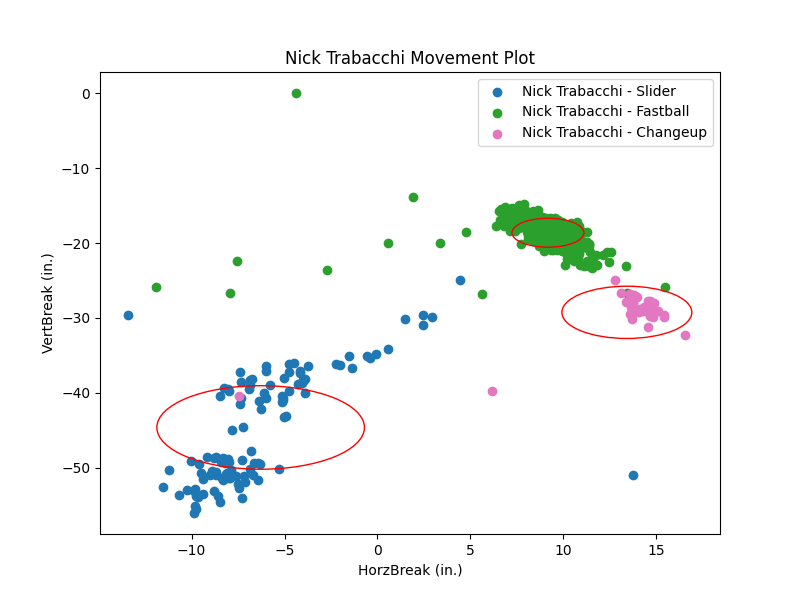 Nick Trabacchi Movement Plot
Nick Trabacchi - Slider
Nick Trabacchi - Fastball
Nick Trabacchi - Changeup
VertBreak (in.)
0
−10
−20
−30
−40
−50
−10
−5
0
5
10
15
HorzBreak (in.)